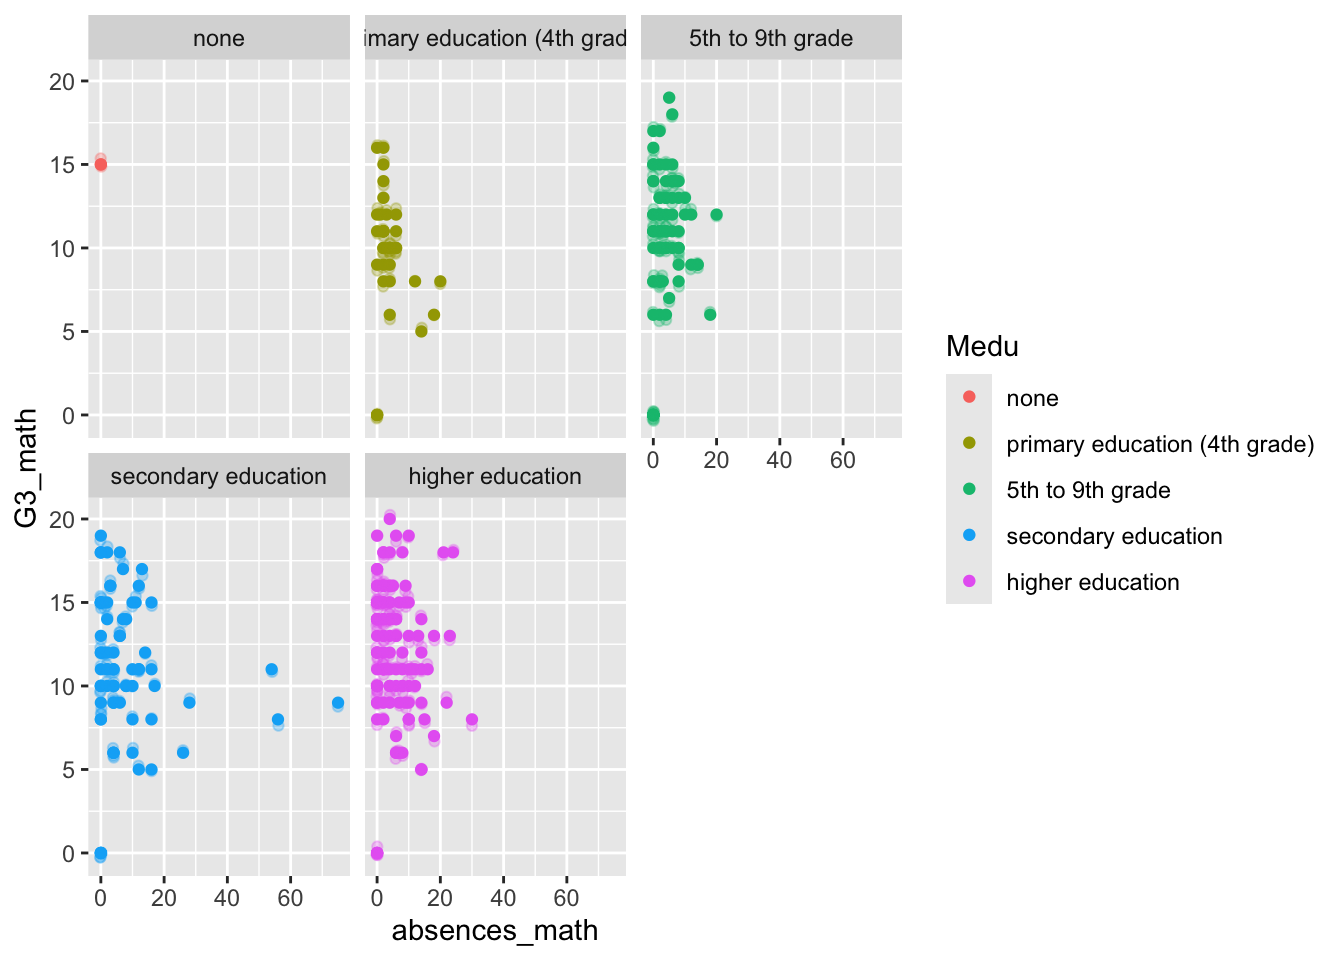 none
imary education (4th grad
5th to 9th grade
20
15
10
5
0
0 20 40 60
G3_math
secondary education
higher education
20
15
10
5
0
0 20 40 60
0 20 40 60
absences_math
Medu
none
primary education (4th grade)
5th to 9th grade
secondary education
higher education